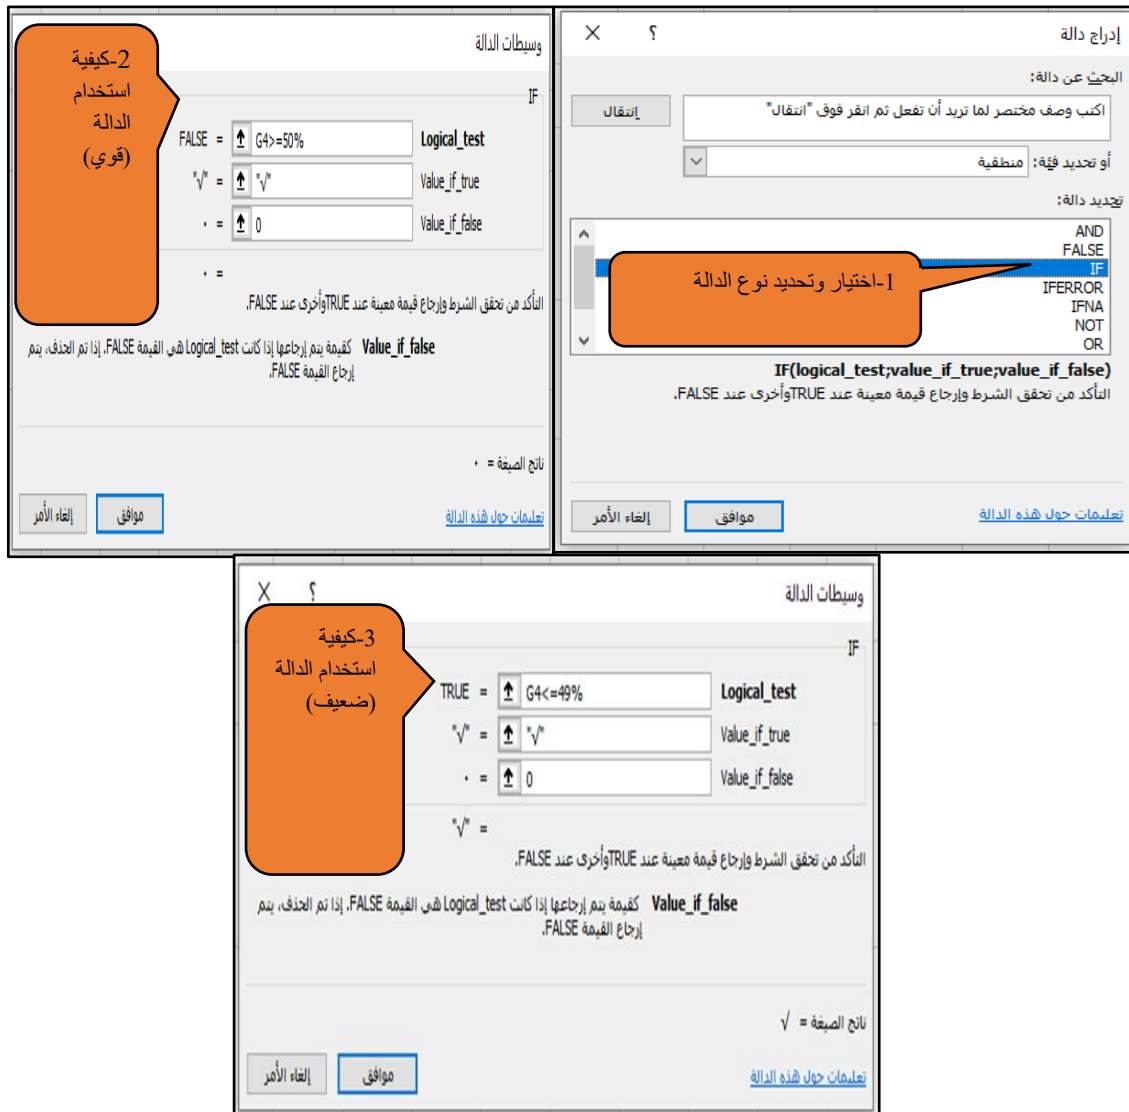 إدراج دالة
؟
البحث عن دالة:
اكتب وصف مختصر لما تريد أن تفعل ثم انقر فوق "انتقال"
إنتقال
أو تحديد فئة: منطقية
تحديد دالة:
AND
FALSE
IF
IFERROR
IFNA
NOT
OR
1-اختيار وتحديد نوع الدالة
IF(logical_test;value_if_true;value_if_false)
التأكد من تحقق الشرط وإرجاع قيمة معينة عند TRUEوأخرى عند FALSE.
تعليمات حول هذه الدالة
موافق
إلغاء الأمر
وسيطات الدالة
2-كيفية
استخدام
الدالة
(قوي)
IF
Logical_test G4>=50% = FALSE
Value_if_true "√" = "√"
Value_if_false 0 = ٠
= ٠
التأكد من تحقق الشرط وإرجاع قيمة معينة عند TRUEوأخرى عند FALSE.
Value_if_false كقيمة يتم إرجاعها إذا كانت Logical_test هي القيمة FALSE. إذا تم الحذف، يتم
إرجاع القيمة FALSE.
ناتج الصيغة = ٠
تعليمات حول هذه الدالة
موافق
إلغاء الأمر
وسيطات الدالة
؟
3-كيفية
استخدام الدالة
(ضعيف)
IF
Logical_test G4<=49% = TRUE
Value_if_true "√" = "√"
Value_if_false 0 = ٠
= "√"
التأكد من تحقق الشرط وإرجاع قيمة معينة عند TRUEوأخرى عند FALSE.
Value_if_false كقيمة يتم إرجاعها إذا كانت Logical_test هي القيمة FALSE. إذا تم الحذف، يتم
إرجاع القيمة FALSE.
ناتج الصيغة = √
تعليمات حول هذه الدالة
موافق
إلغاء الأمر